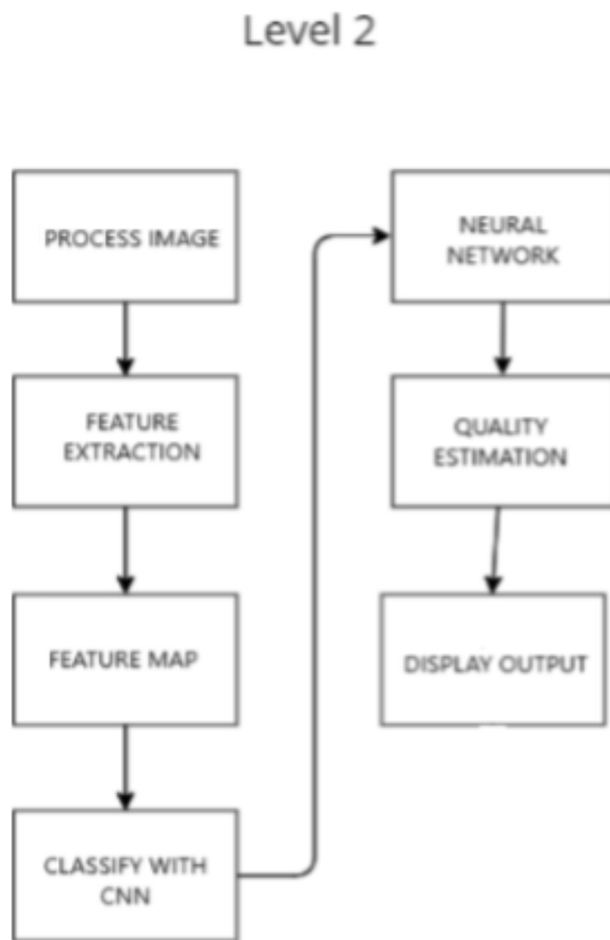 Level 2
PROCESS IMAGE
FEATURE
EXTRACTION
FEATURE MAP
CLASSIFY WITH
CNN
NEURAL
NETWORK
QUALITY
ESTIMATION
DISPLAY OUTPUT